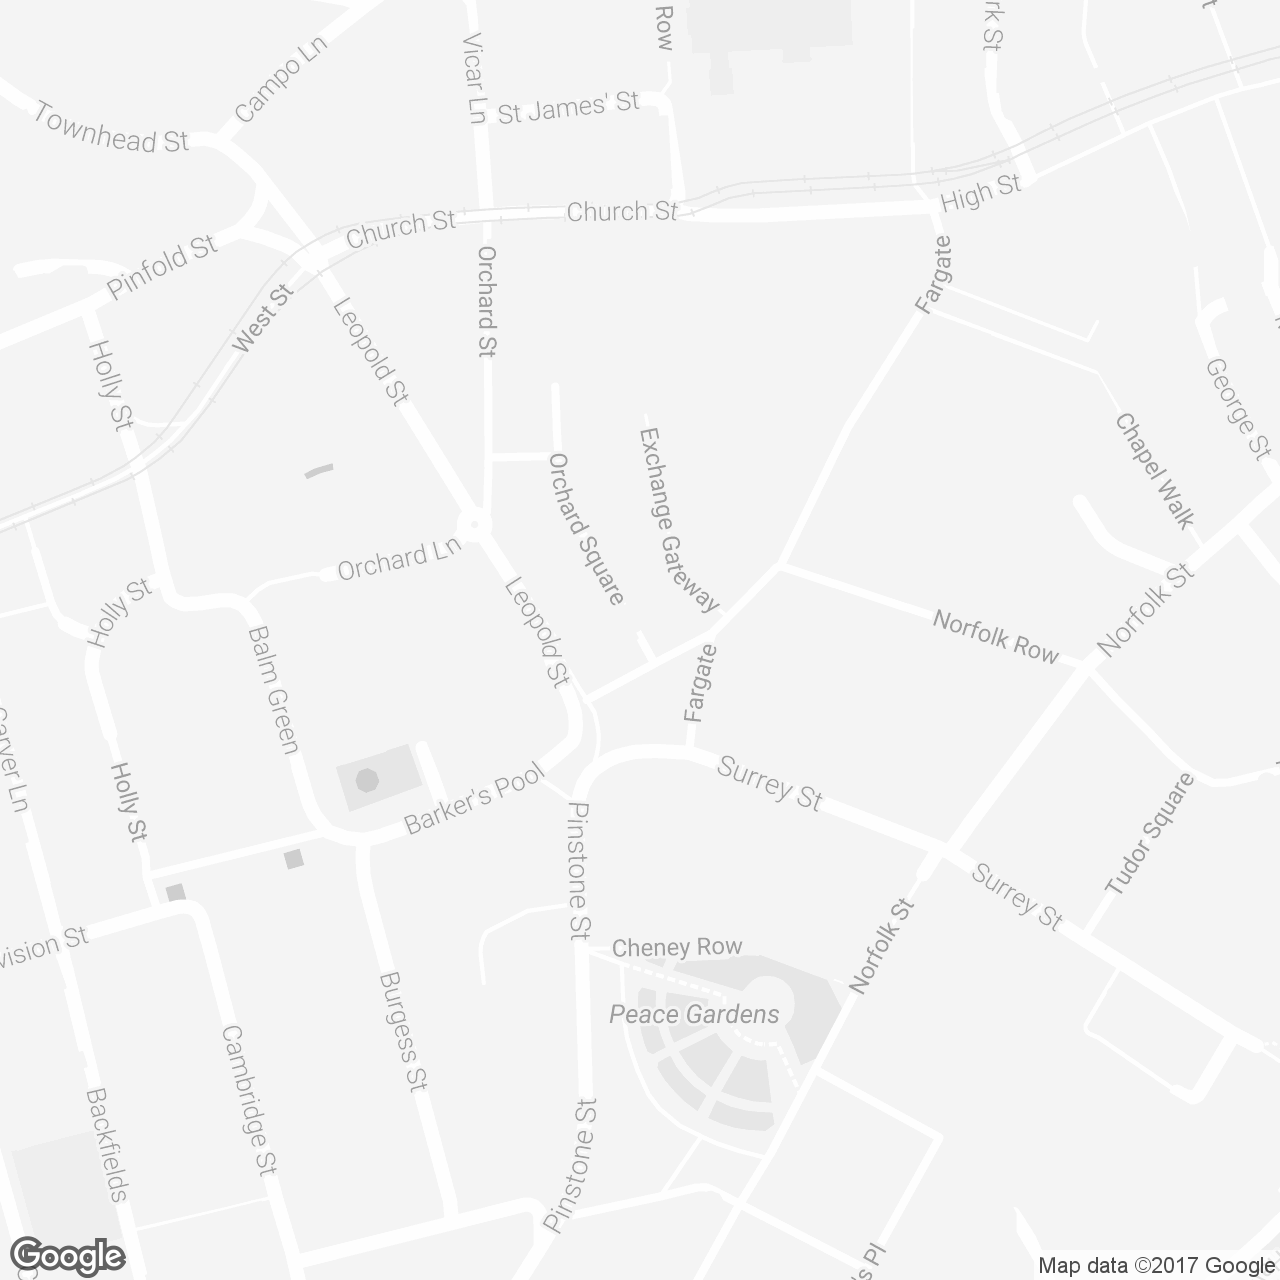 Row
Campo Ln
Vicar Ln
St James' St
Townhead St
Church St
Church St
High St
Pinfold St
Fargate
Orchard St
West St
Leopold St
Holly St
George St
Chapel Walk
Exchange Gateway
Orchard Square
Orchard Ln
Norfolk St
Holly St
Leopold St
Norfolk Row
Balm Green
Fargate
Carver Ln
Surrey St
Holly St
Barker's Pool
Tudor Square
Pinstone St
Surrey St
Norfolk St
Cheney Row
Peace Gardens
Burgess St
Cambridge St
Backfields
Pinstone St
Google
Map data ©2017 Google